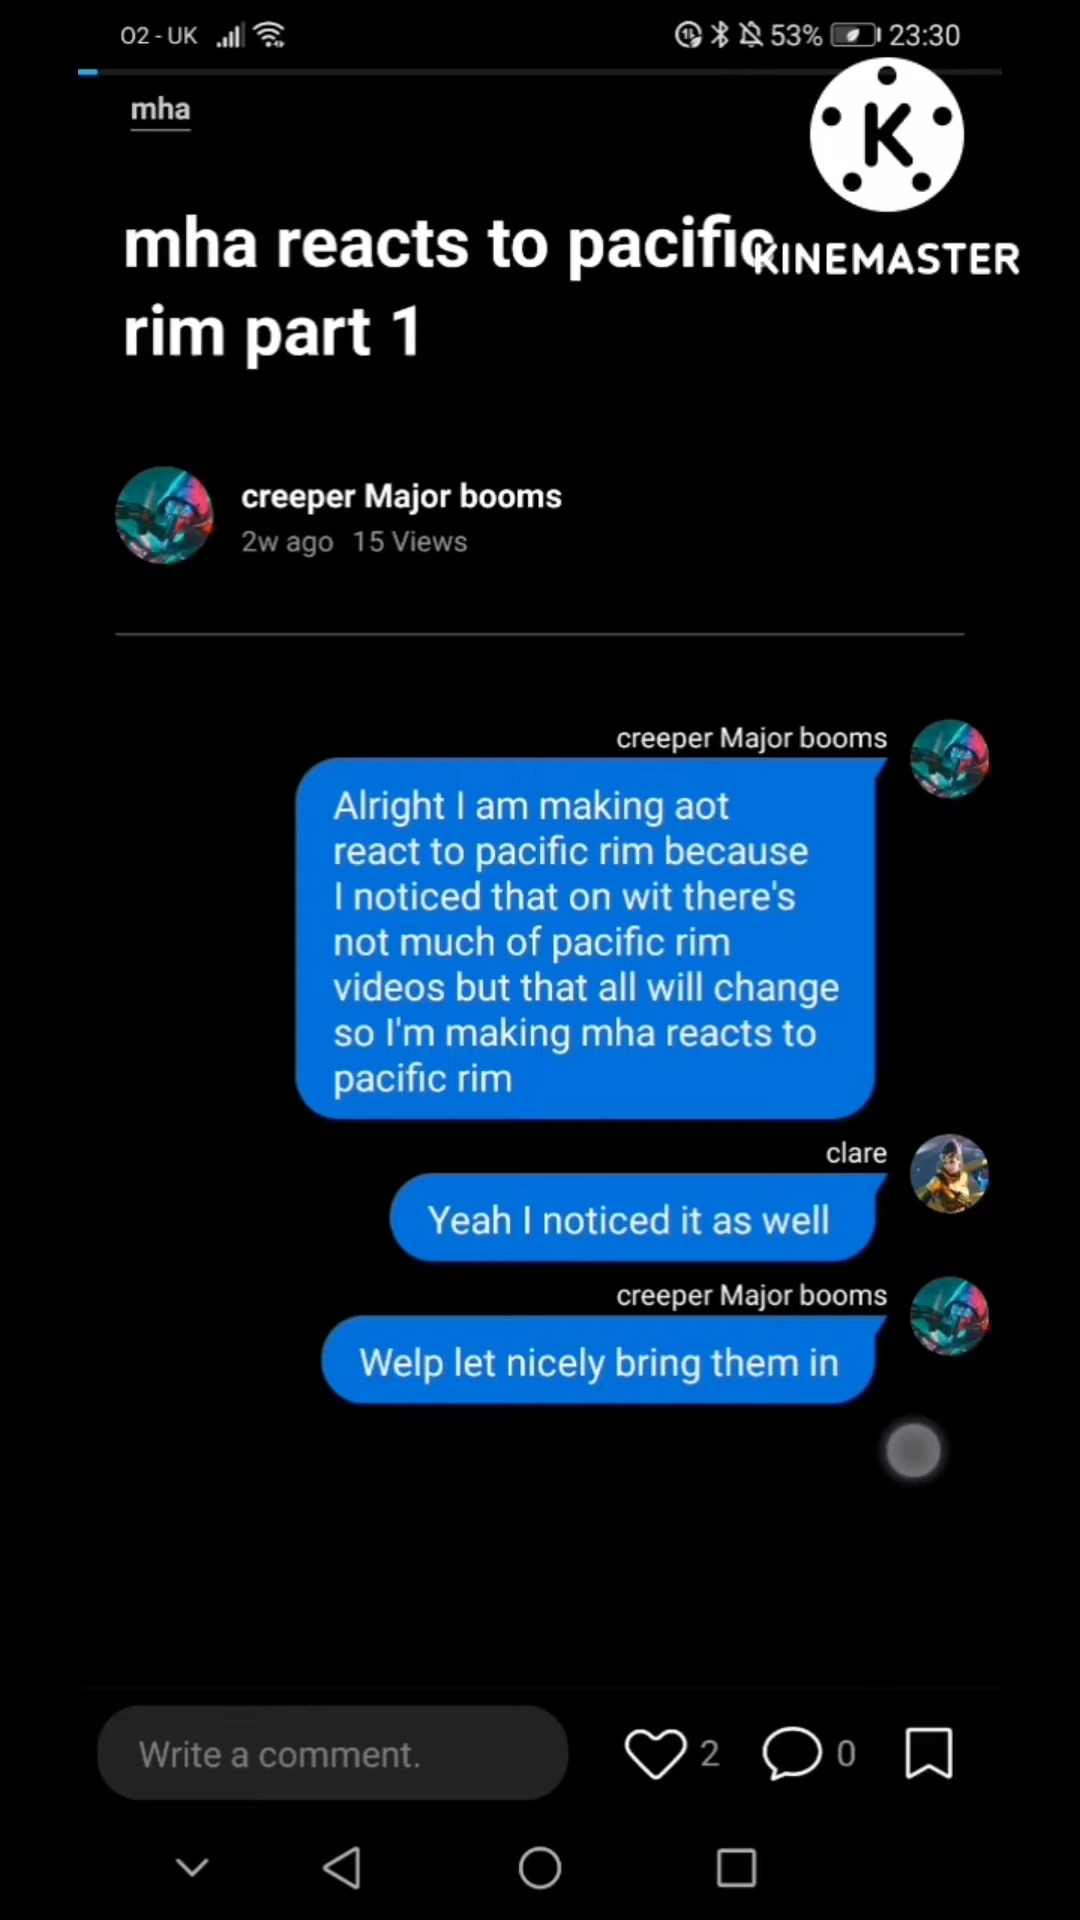 O2 - UK 53% 23:30
mha
K
KINEMASTER
mha reacts to pacific
rim part 1
creeper Major booms
2w ago 15 Views
creeper Major booms
Alright I am making aot
react to pacific rim because
I noticed that on wit there's
not much of pacific rim
videos but that all will change
so I'm making mha reacts to
pacific rim
clare
Yeah I noticed it as well
creeper Major booms
Welp let nicely bring them in
Write a comment. 2 0